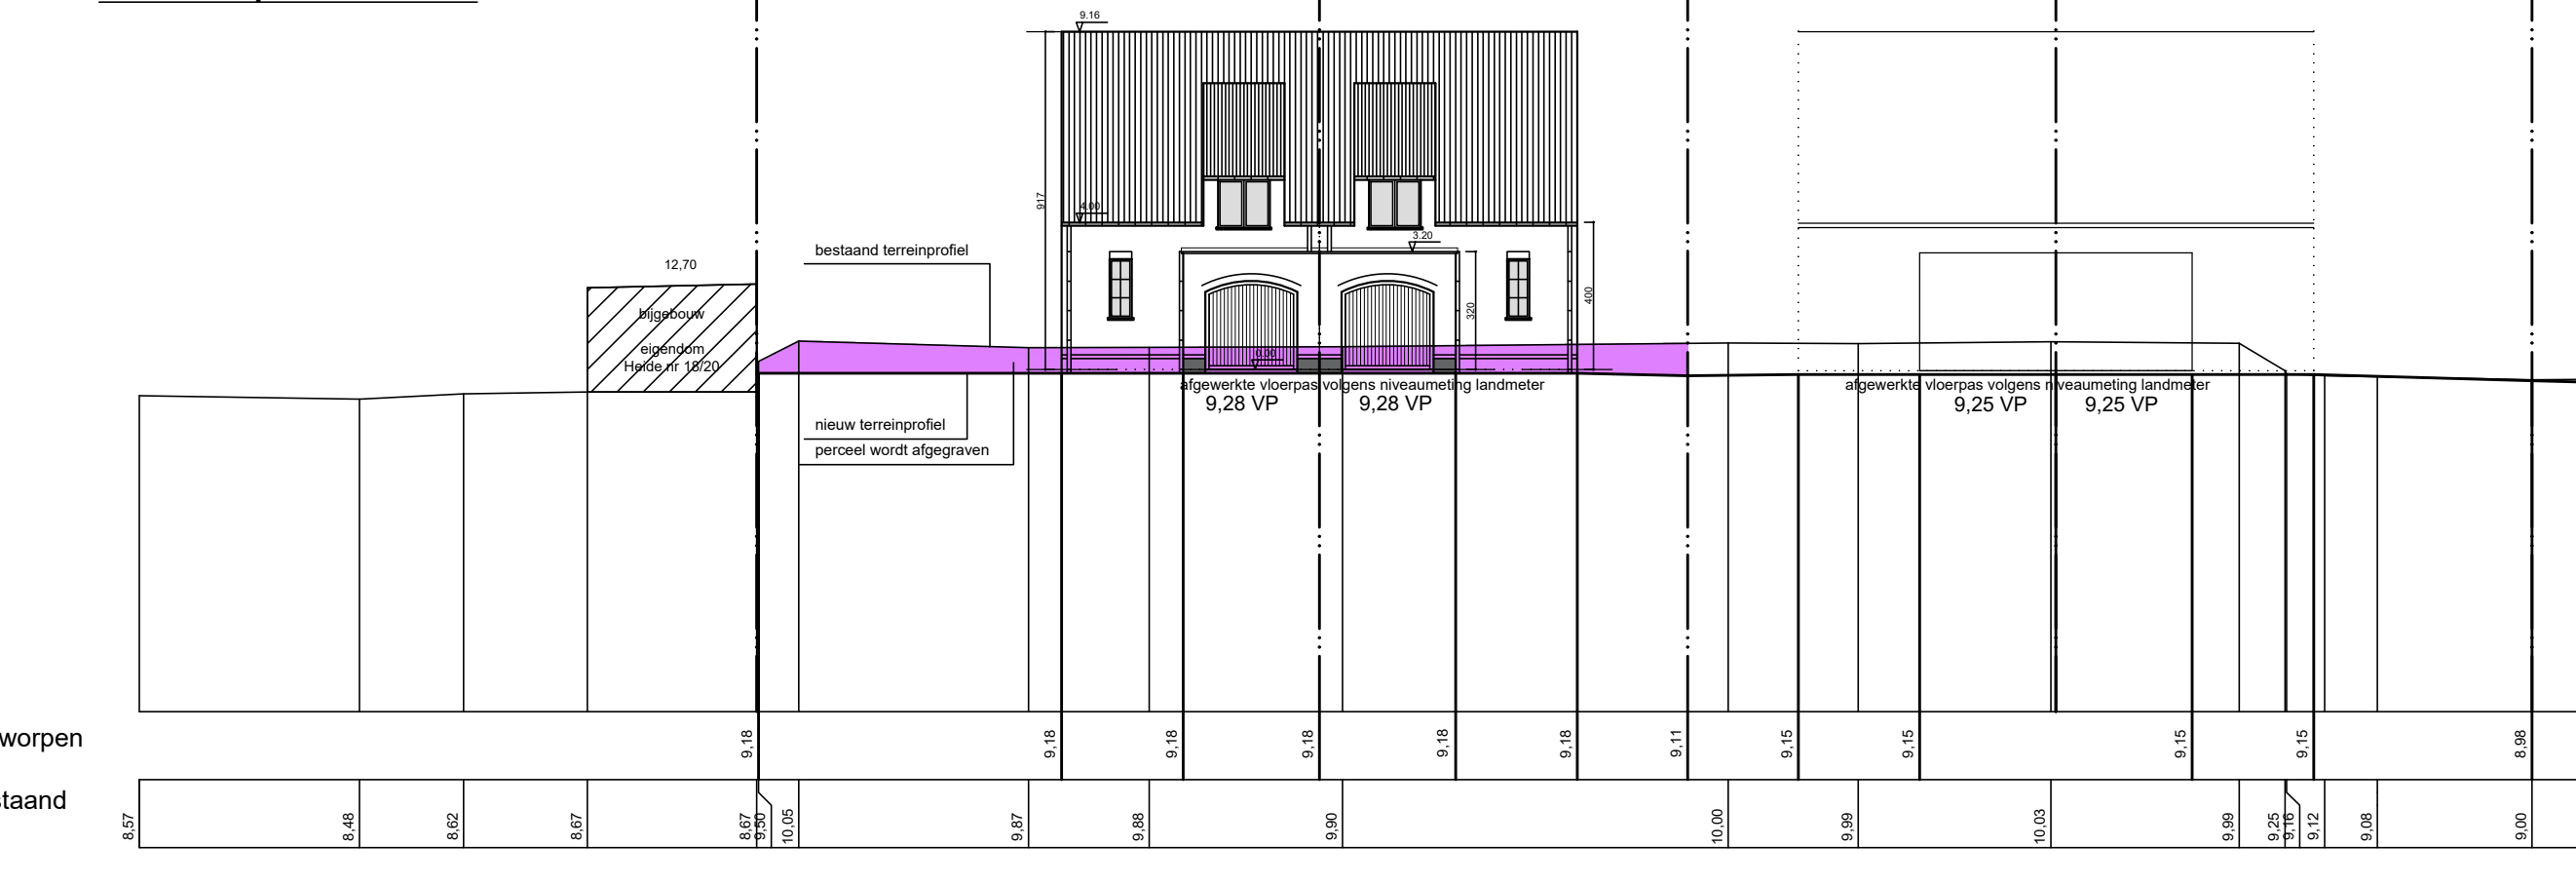 9.16
917
4.00
3.20
bestaand terreinprofiel
12,70
bijgebouw
eigendom
Heide nr 18/20
320
400
0.00
afgewerkte vloerpas volgens niveaumeting landmeter
9,28 VP 9,28 VP
afgewerkte vloerpas volgens niveaumeting landmeter
9,25 VP 9,25 VP
nieuw terreinprofiel
perceel wordt afgegraven
worpen
9,18 9,18 9,18 9,18 9,18 9,18 9,11 9,15 9,15 9,15 9,15 8,98
staand
8,57 8,48 8,62 8,67 8,67 9,50 10,05 9,87 9,88 9,90 10,00 9,99 10,03 9,99 9,25 9,16 9,12 9,08 9,00